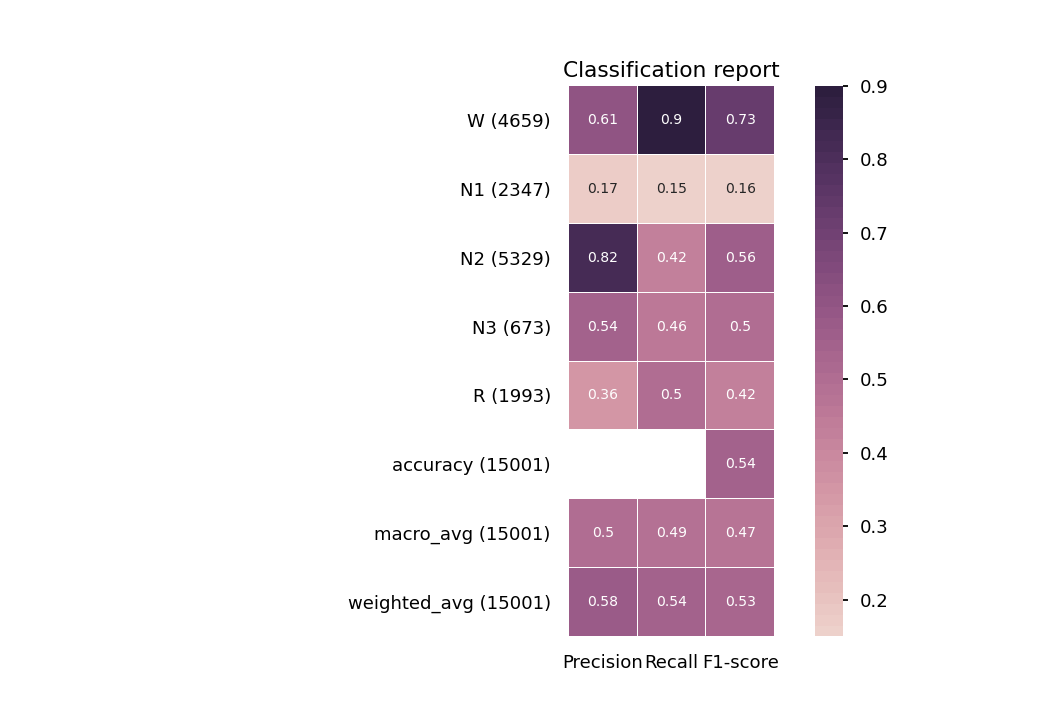 Classification report
W (4659) 0.61 0.9 0.73
N1 (2347) 0.17 0.15 0.16
N2 (5329) 0.82 0.42 0.56
N3 (673) 0.54 0.46 0.5
R (1993) 0.36 0.5 0.42
accuracy (15001) 0.54
macro_avg (15001) 0.5 0.49 0.47
weighted_avg (15001) 0.58 0.54 0.53
Precision Recall F1-score
0.9
0.8
0.7
0.6
0.5
0.4
0.3
0.2